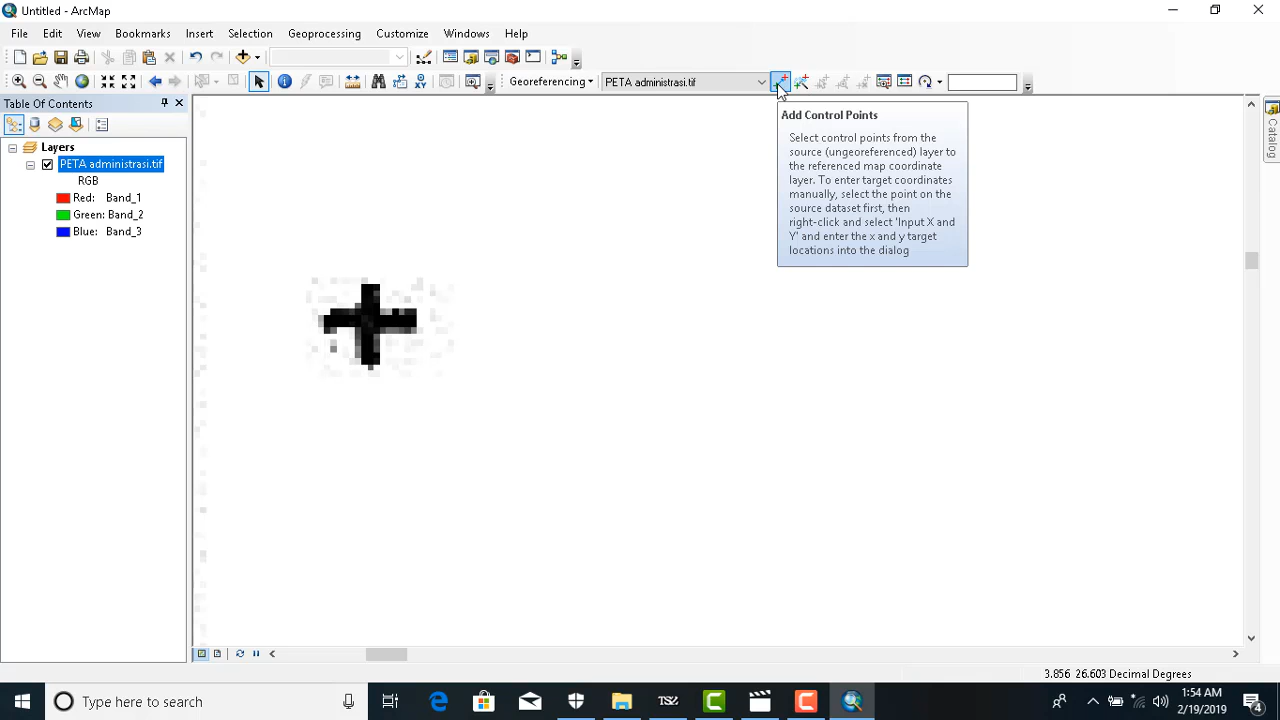 Untitled - ArcMap
File Edit View Bookmarks Insert Selection Geoprocessing Customize Windows Help
Georeferencing PETA administrasi.tif
Table Of Contents
Add Control Points
Select control points from the
source (ungeoreferenced) layer to
the referenced map coordinate
layer. To enter target coordinates
manually, select the point on the
source dataset first, then
right-click and select 'Input X and
Y' and enter the x and y target
locations into the dialog
Catalog
Layers
PETA administrasi.tif
RGB
Red: Band_1
Green: Band_2
Blue: Band_3
3.856 26.603 Decimal Degrees
Type here to search
TS2
1:54 AM
2/19/2019
4